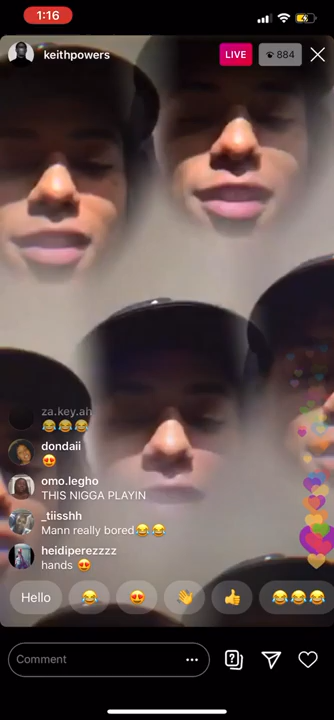 1:16
keithpowers
LIVE
884
za.key.ah
😂😂😂
dondaii
😍
omo.legho
THIS NIGGA PLAYIN
_tiisshh
Mann really bored😂😂
heidiperezzzz
hands 😍
Hello 😂 😍 👋 👍 😂😂😂
Comment